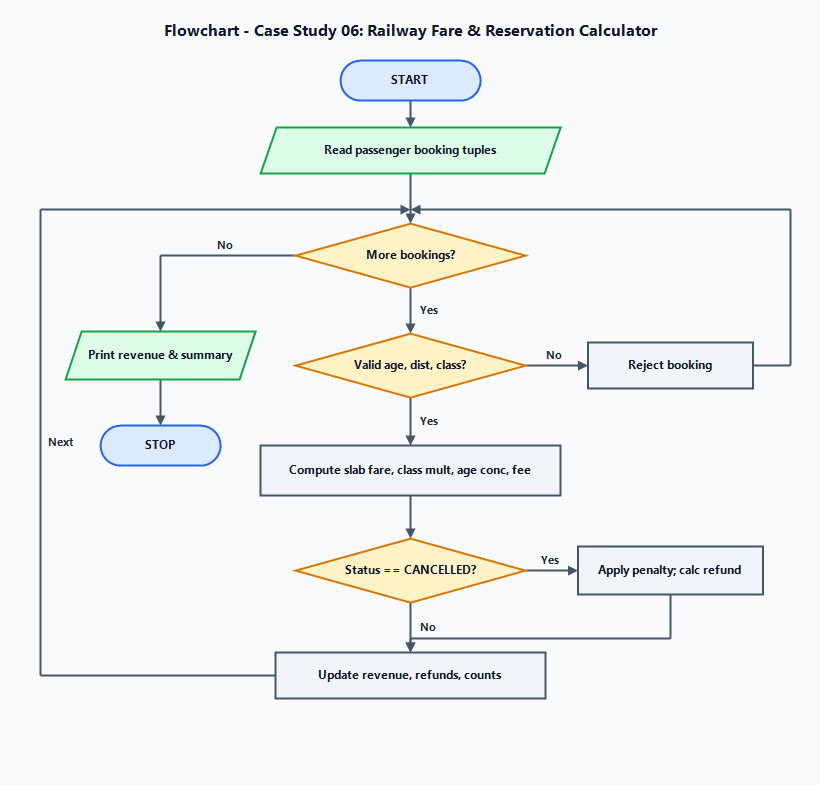 Flowchart - Case Study 06: Railway Fare & Reservation Calculator
START
Read passenger booking tuples
More bookings?
No
Yes
Print revenue & summary
Valid age, dist, class?
No
Reject booking
Yes
STOP
Next
Compute slab fare, class mult, age conc, fee
Status == CANCELLED?
Yes
Apply penalty; calc refund
No
Update revenue, refunds, counts